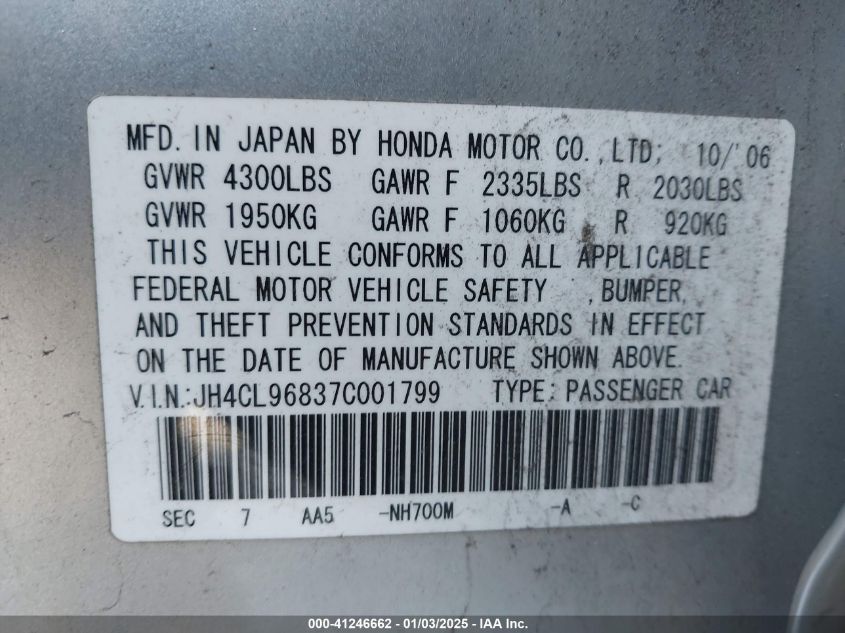 MFD. IN JAPAN BY HONDA MOTOR CO., LTD; 10/'06
GVWR 4300LBS GAWR F 2335LBS R 2030LBS
GVWR 1950KG GAWR F 1060KG R 920KG
THIS VEHICLE CONFORMS TO ALL APPLICABLE
FEDERAL MOTOR VEHICLE SAFETY ,BUMPER,
AND THEFT PREVENTION STANDARDS IN EFFECT
ON THE DATE OF MANUFACTURE SHOWN ABOVE.
V.I.N.:JH4CL96837C001799 TYPE: PASSENGER CAR
SEC 7 AA5 -NH700M -A -C
000-41246662 - 01/03/2025 - IAA Inc.